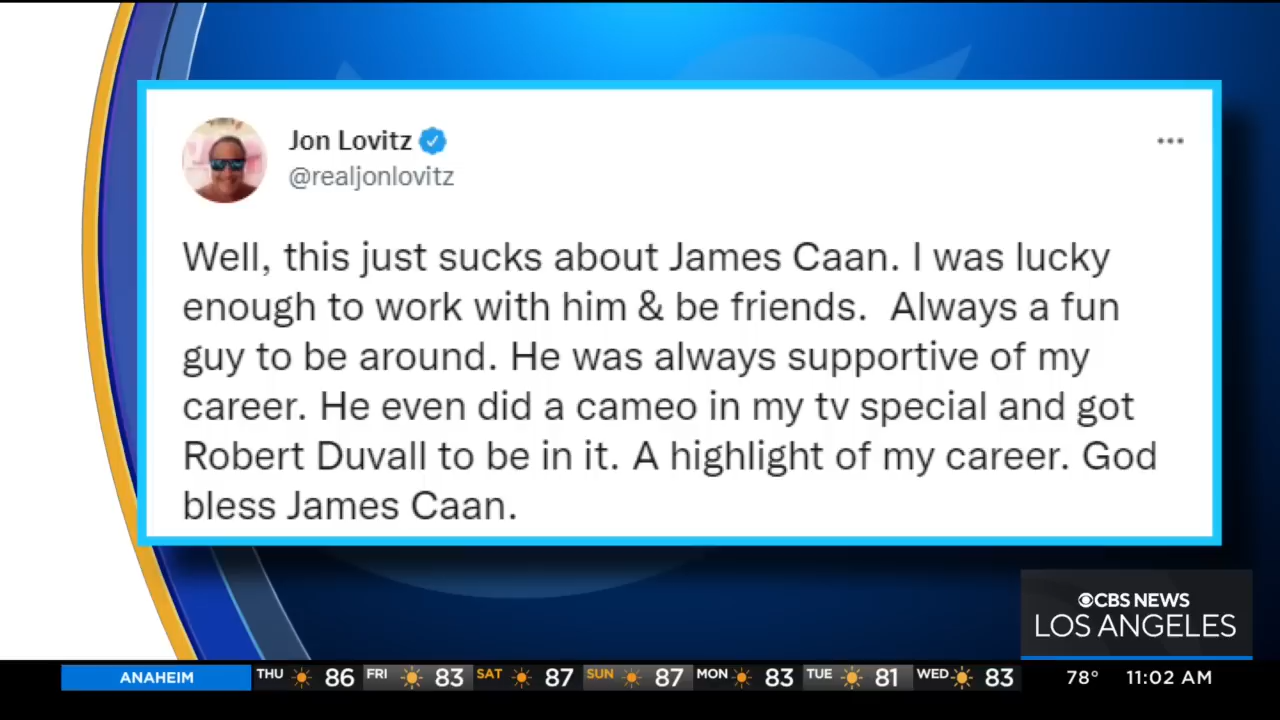 Jon Lovitz
@realjonlovitz
Well, this just sucks about James Caan. I was lucky
enough to work with him & be friends.  Always a fun
guy to be around. He was always supportive of my
career. He even did a cameo in my tv special and got
Robert Duvall to be in it. A highlight of my career. God
bless James Caan.
CBS NEWS
LOS ANGELES
ANAHEIM THU 86 FRI 83 SAT 87 SUN 87 MON 83 TUE 81 WED 83 78° 11:02 AM